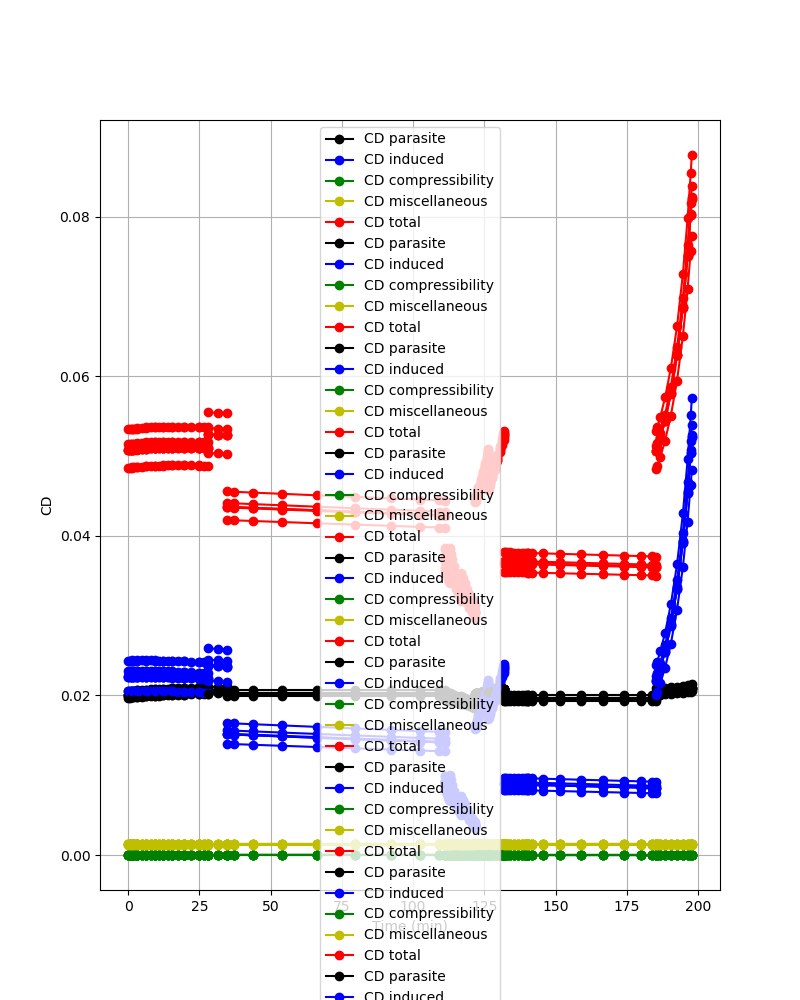 CD parasite
CD induced
CD compressibility
CD miscellaneous
CD total
CD parasite
CD induced
CD compressibility
CD miscellaneous
CD total
CD parasite
CD induced
CD compressibility
CD miscellaneous
CD total
CD parasite
CD induced
CD compressibility
CD miscellaneous
CD total
CD parasite
CD induced
CD compressibility
CD miscellaneous
CD total
CD parasite
CD induced
CD compressibility
CD miscellaneous
CD total
CD parasite
CD induced
CD compressibility
CD miscellaneous
CD total
CD parasite
CD induced
CD compressibility
CD miscellaneous
CD total
CD parasite
CD induced
0.08
0.06
CD
0.04
0.02
0.00
0 25 50 75 100 125 150 175 200
Time (min)